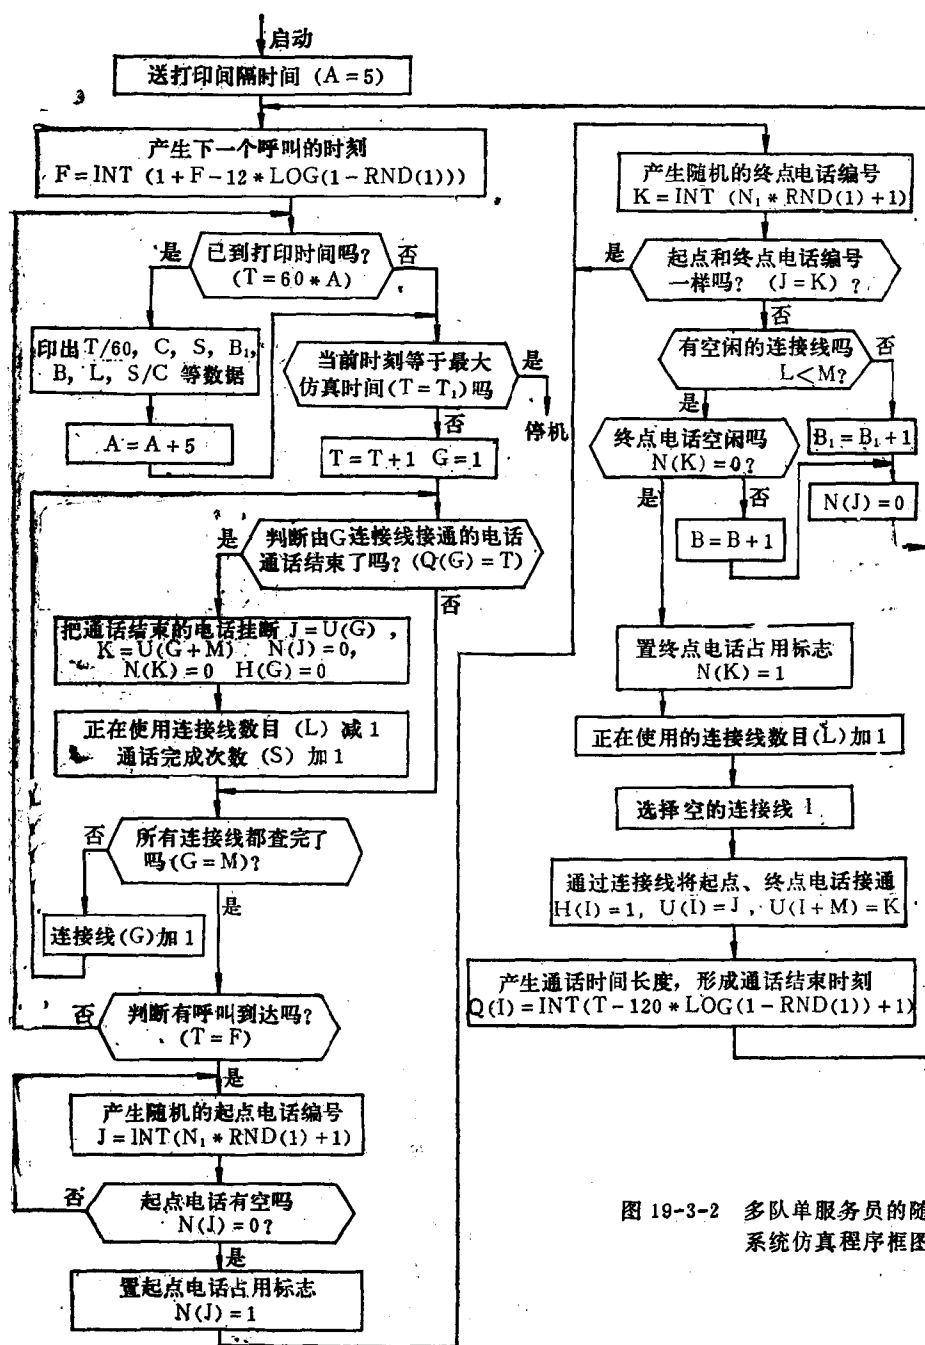 启动
送打印间隔时间 (A=5)
产生下一个呼叫的时刻
F=INT (1+F-12*LOG(1-RND(1)))
是
已到打印时间吗?
(T=60*A)
否
印出T/60, C, S, B₁,
B, L, S/C 等数据
A=A+5
当前时刻等于最大
仿真时间(T=T₁)吗
是
停机
否
T=T+1 G=1
是
判断由G连接线接通的电话
通话结束了吗? (Q(G)=T)
否
把通话结束的电话挂断 J=U(G),
K=U(G+M) N(J)=0,
N(K)=0 H(G)=0
正在使用连接线数目 (L) 减 1
通话完成次数 (S) 加 1
否
所有连接线都查完了
吗(G=M)?
是
连接线(G)加 1
否
判断有呼叫到达吗?
(T=F)
是
产生随机的起点电话编号
J=INT(N₁*RND(1)+1)
否
起点电话有空吗
N(J)=0?
是
置起点电话占用标志
N(J)=1
产生随机的终点电话编号
K=INT (N₁*RND(1)+1)
是
起点和终点电话编号
一样吗? (J=K) ?
否
有空闲的连接线吗
L<M?
否
是
B₁=B₁+1
终点电话空闲吗
N(K)=0?
N(J)=0
是
否
B=B+1
置终点电话占用标志
N(K)=1
正在使用的连接线数目(L)加 1
选择空的连接线 I
通过连接线将起点、终点电话接通
H(I)=1, U(I)=J, U(I+M)=K
产生通话时间长度，形成通话结束时刻
Q(I)=INT(T-120*LOG(1-RND(1))+1)
图 19-3-2 多队单服务员的随
系统仿真程序框图